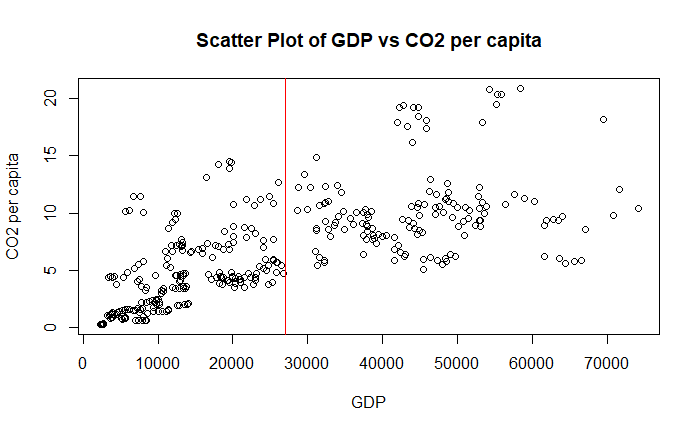 Scatter Plot of GDP vs CO2 per capita
CO2 per capita
20
15
10
5
0
0 10000 20000 30000 40000 50000 60000 70000
GDP